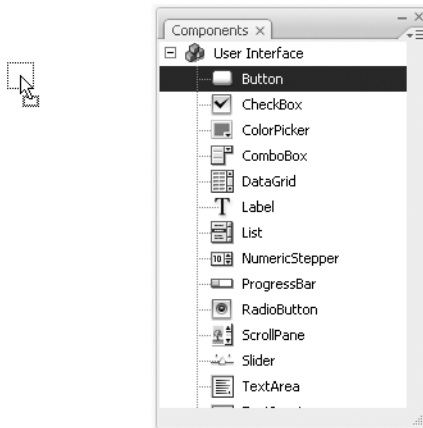 Components
User Interface
Button
CheckBox
ColorPicker
ComboBox
DataGrid
Label
List
NumericStepper
ProgressBar
RadioButton
ScrollPane
Slider
TextArea